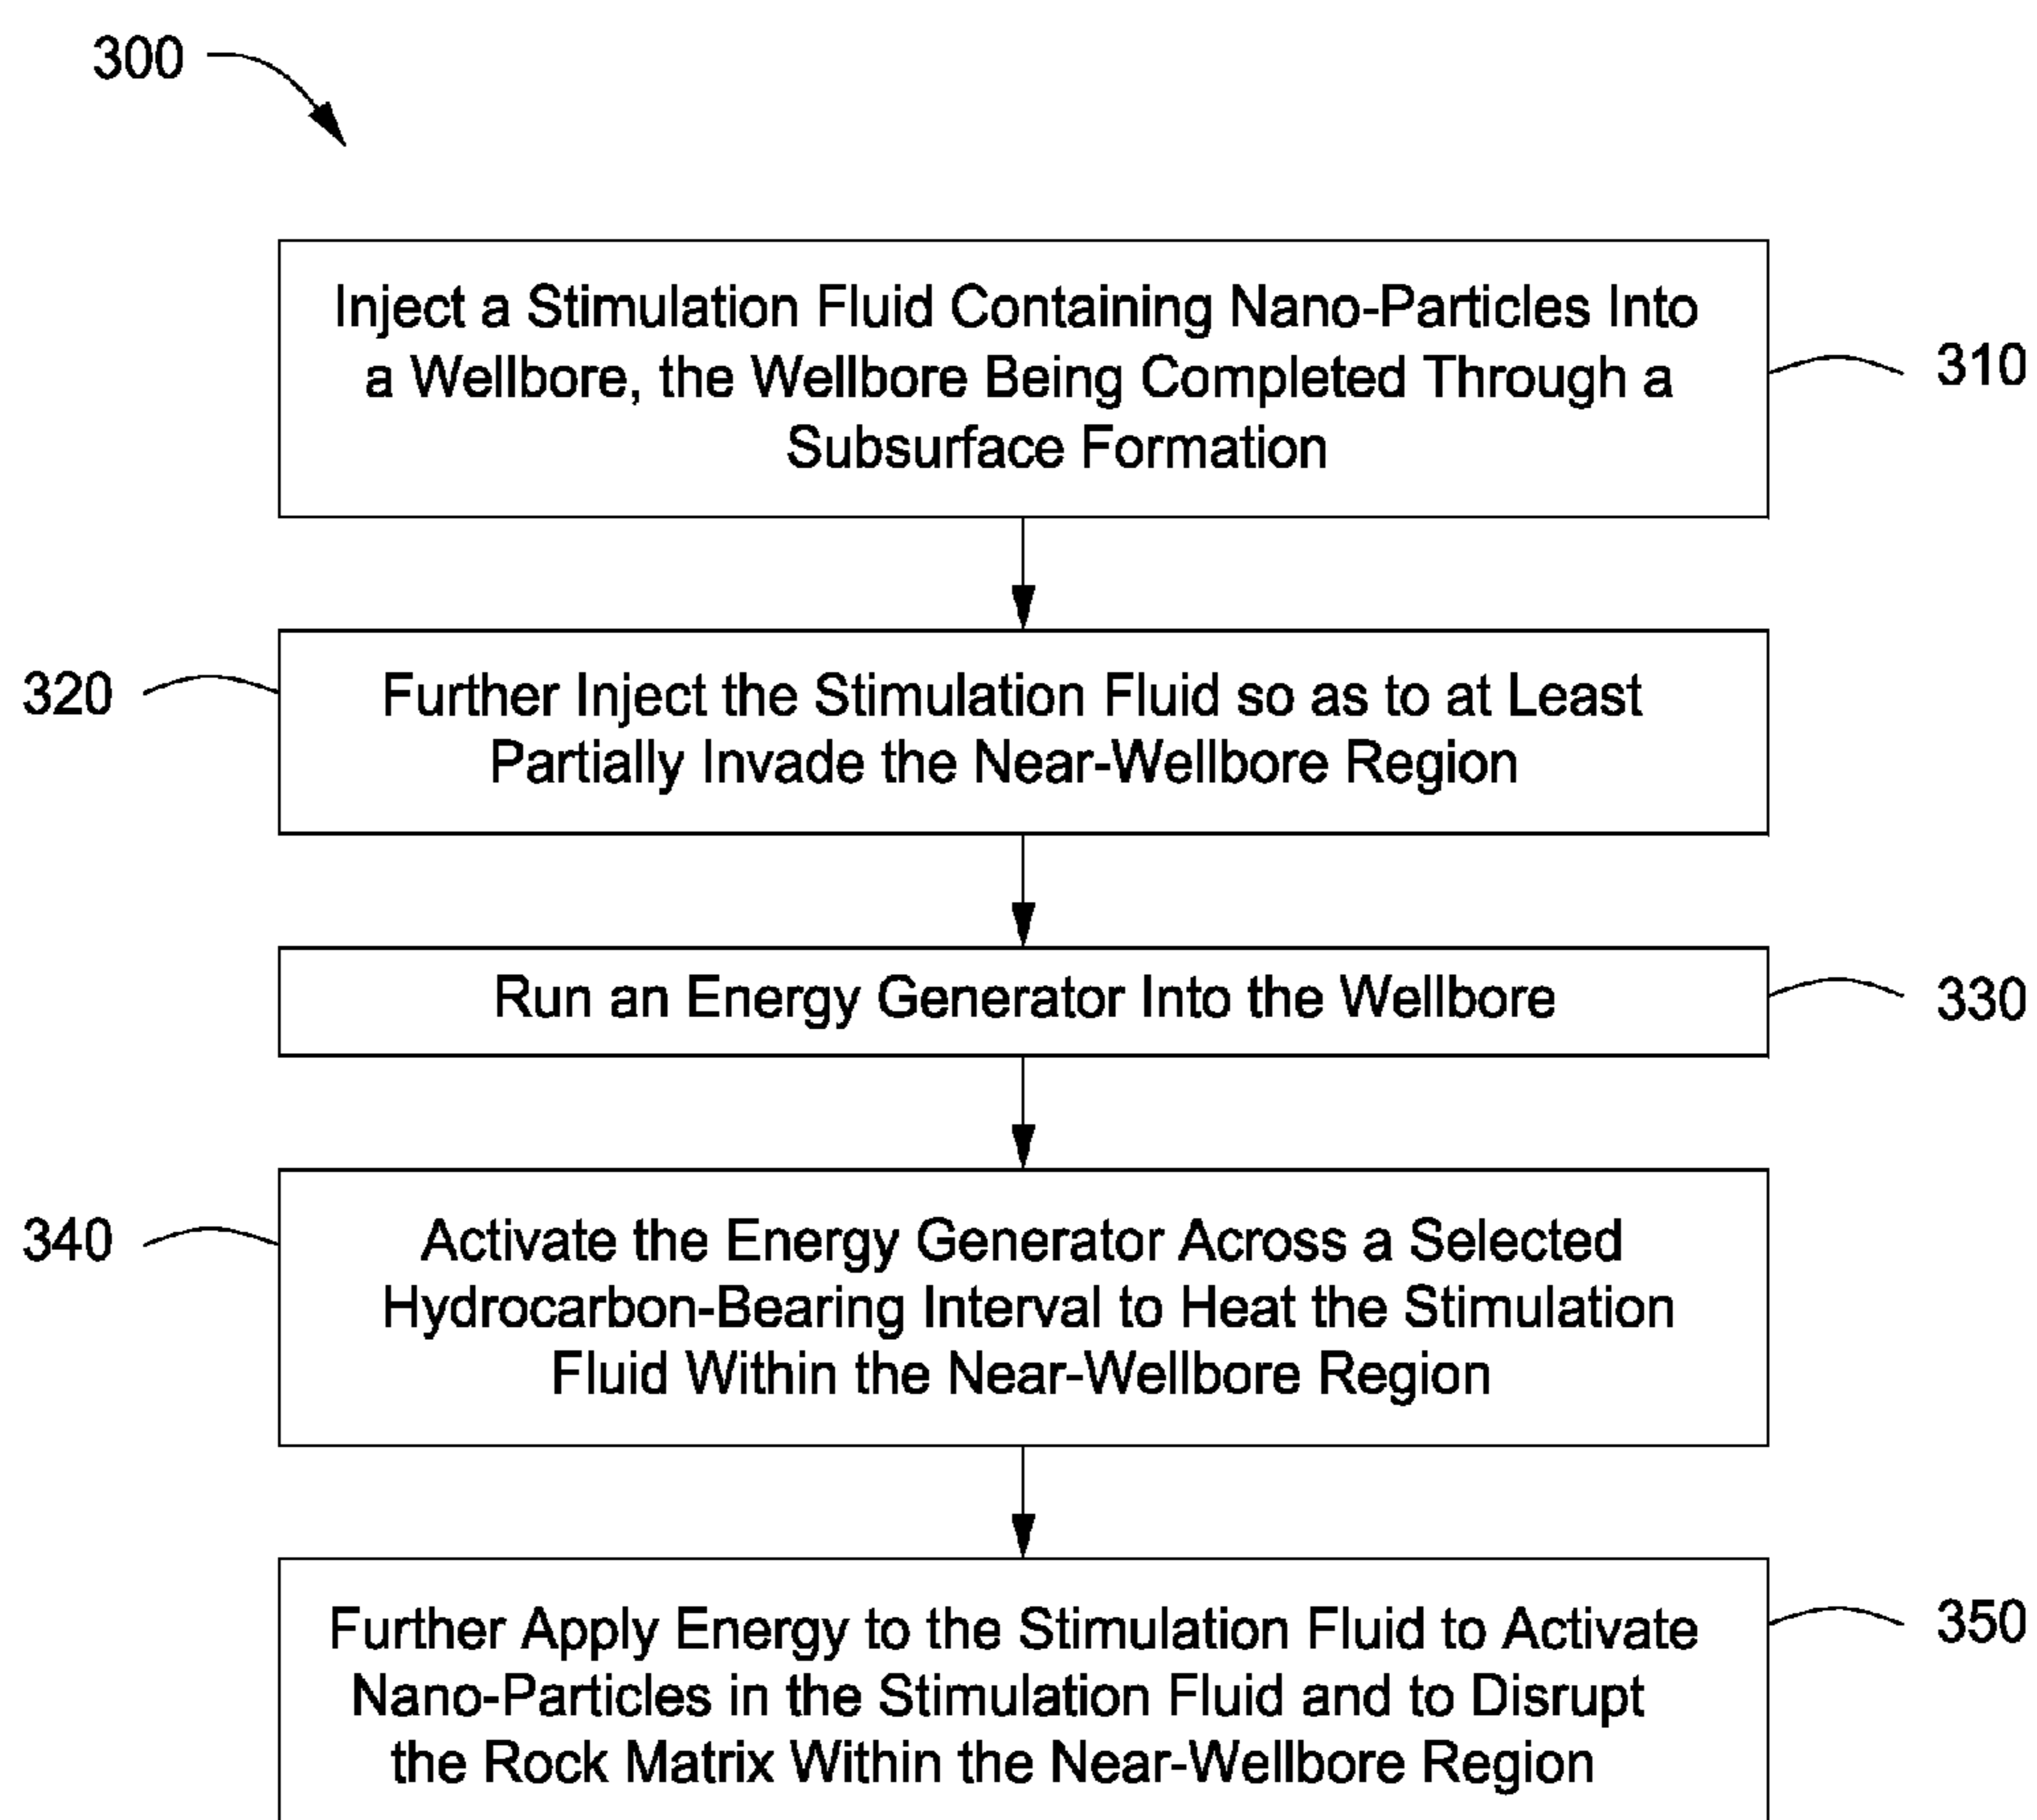 300
Inject a Stimulation Fluid Containing Nano-Particles Into
a Wellbore, the Wellbore Being Completed Through a
Subsurface Formation
310
320
Further Inject the Stimulation Fluid so as to at Least
Partially Invade the Near-Wellbore Region
Run an Energy Generator Into the Wellbore
330
340
Activate the Energy Generator Across a Selected
Hydrocarbon-Bearing Interval to Heat the Stimulation
Fluid Within the Near-Wellbore Region
Further Apply Energy to the Stimulation Fluid to Activate
Nano-Particles in the Stimulation Fluid and to Disrupt
the Rock Matrix Within the Near-Wellbore Region
350